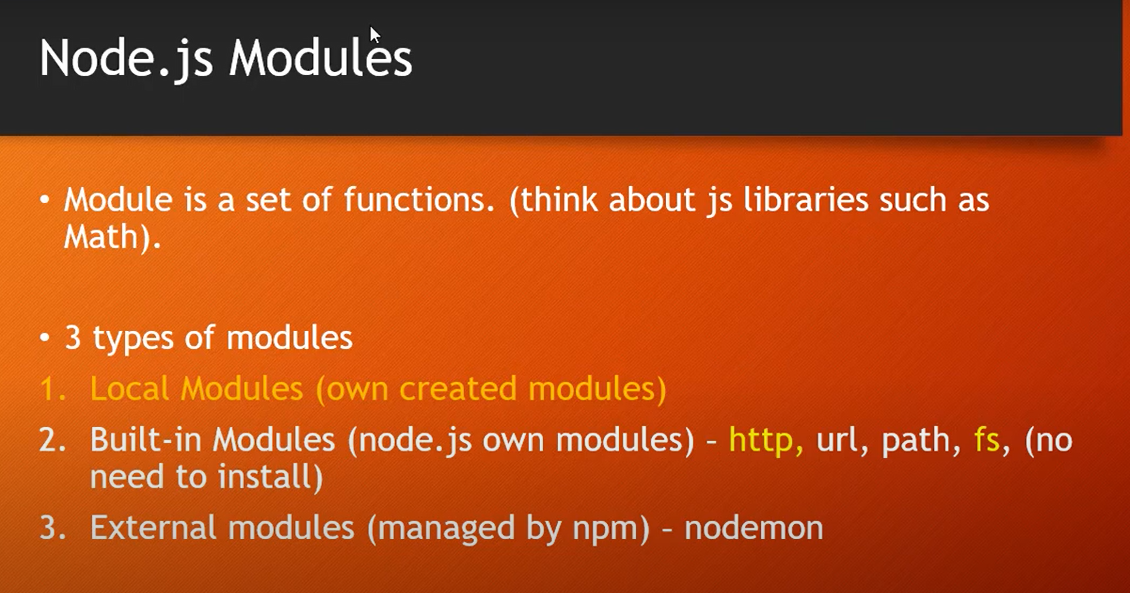 Node.js Modules
• Module is a set of functions. (think about js libraries such as
Math).
• 3 types of modules
1. Local Modules (own created modules)
2. Built-in Modules (node.js own modules) – http, url, path, fs, (no
need to install)
3. External modules (managed by npm) – nodemon